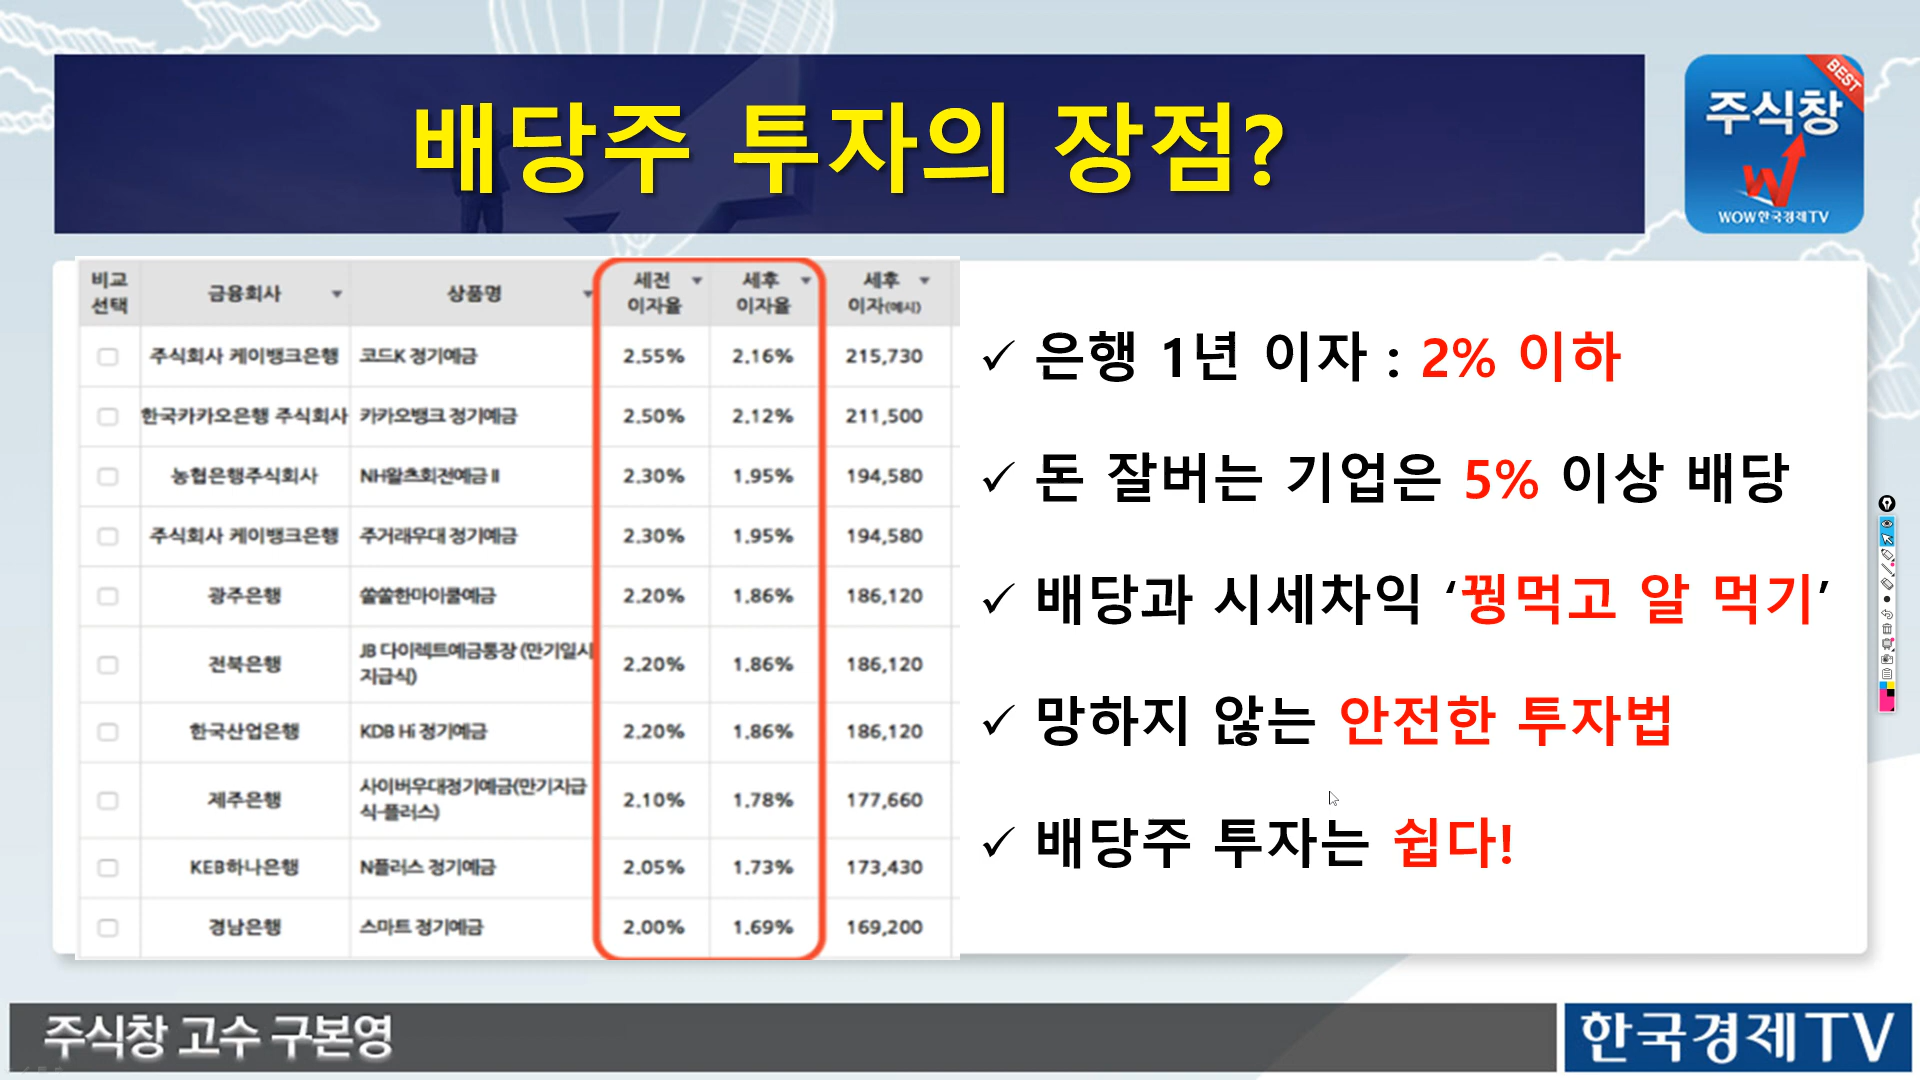 배당주 투자의 장점?
BEST
주식창
WOW한국경제TV
비교 선택 금융회사 상품명 세전 이자율 세후 이자율 세후 이자(예시)
주식회사 케이뱅크은행 코드K 정기예금 2.55% 2.16% 215,730
한국카카오은행 주식회사 카카오뱅크 정기예금 2.50% 2.12% 211,500
농협은행주식회사 NH왈츠회전예금 II 2.30% 1.95% 194,580
주식회사 케이뱅크은행 주거래우대 정기예금 2.30% 1.95% 194,580
광주은행 쏠쏠한마이쿨예금 2.20% 1.86% 186,120
전북은행 JB 다이렉트예금통장 (만기일시지급식) 2.20% 1.86% 186,120
한국산업은행 KDB Hi 정기예금 2.20% 1.86% 186,120
제주은행 사이버우대정기예금(만기지급식-플러스) 2.10% 1.78% 177,660
KEB하나은행 N플러스 정기예금 2.05% 1.73% 173,430
경남은행 스마트 정기예금 2.00% 1.69% 169,200
✓ 은행 1년 이자 : 2% 이하
✓ 돈 잘버는 기업은 5% 이상 배당
✓ 배당과 시세차익 ‘꿩먹고 알 먹기’
✓ 망하지 않는 안전한 투자법
✓ 배당주 투자는 쉽다!
주식창 고수 구본영
한국경제TV